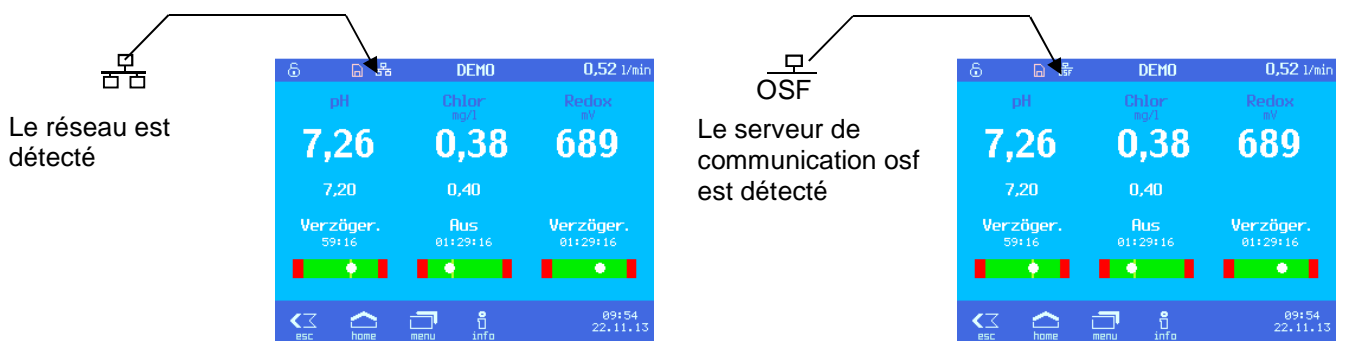 Le réseau est
détecté
DEMO 0,52 l/min
pH Chlor Redox
mg/l mV
7,26 0,38 689
7,20 0,40
Verzöger. Aus Verzöger.
59:16 01:29:16 01:29:16
esc home menu info
09:54
22.11.13
OSF
Le serveur de
communication osf
est détecté
OSF DEMO 0,52 l/min
pH Chlor Redox
mg/l mV
7,26 0,38 689
7,20 0,40
Verzöger. Aus Verzöger.
59:16 01:29:16 01:29:16
esc home menu info
09:54
22.11.13